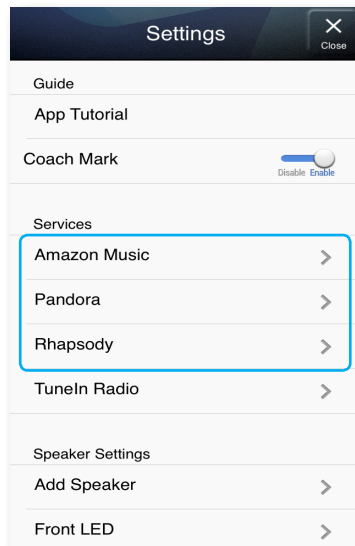 Settings
Close
Guide
App Tutorial
Coach Mark
Disable Enable
Services
Amazon Music
Pandora
Rhapsody
TuneIn Radio
Speaker Settings
Add Speaker
Front LED